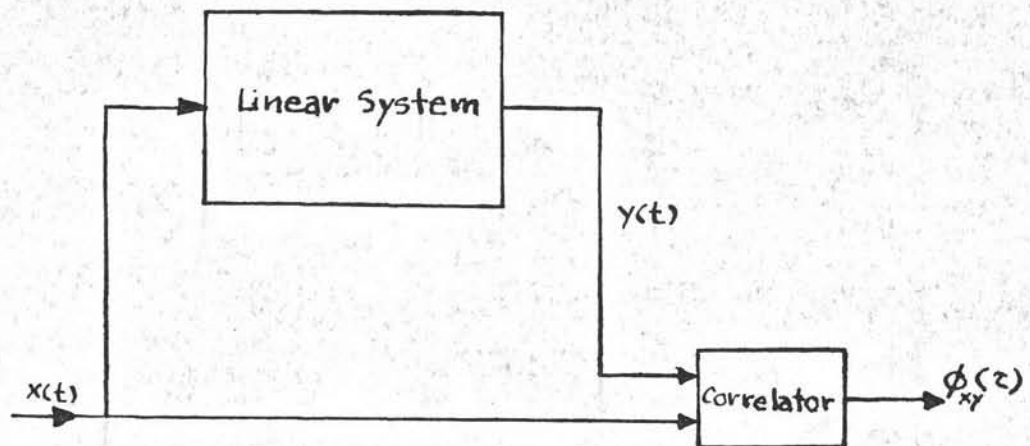 Linear System
y(t)
x(t)
Correlator
ϕxy(τ)